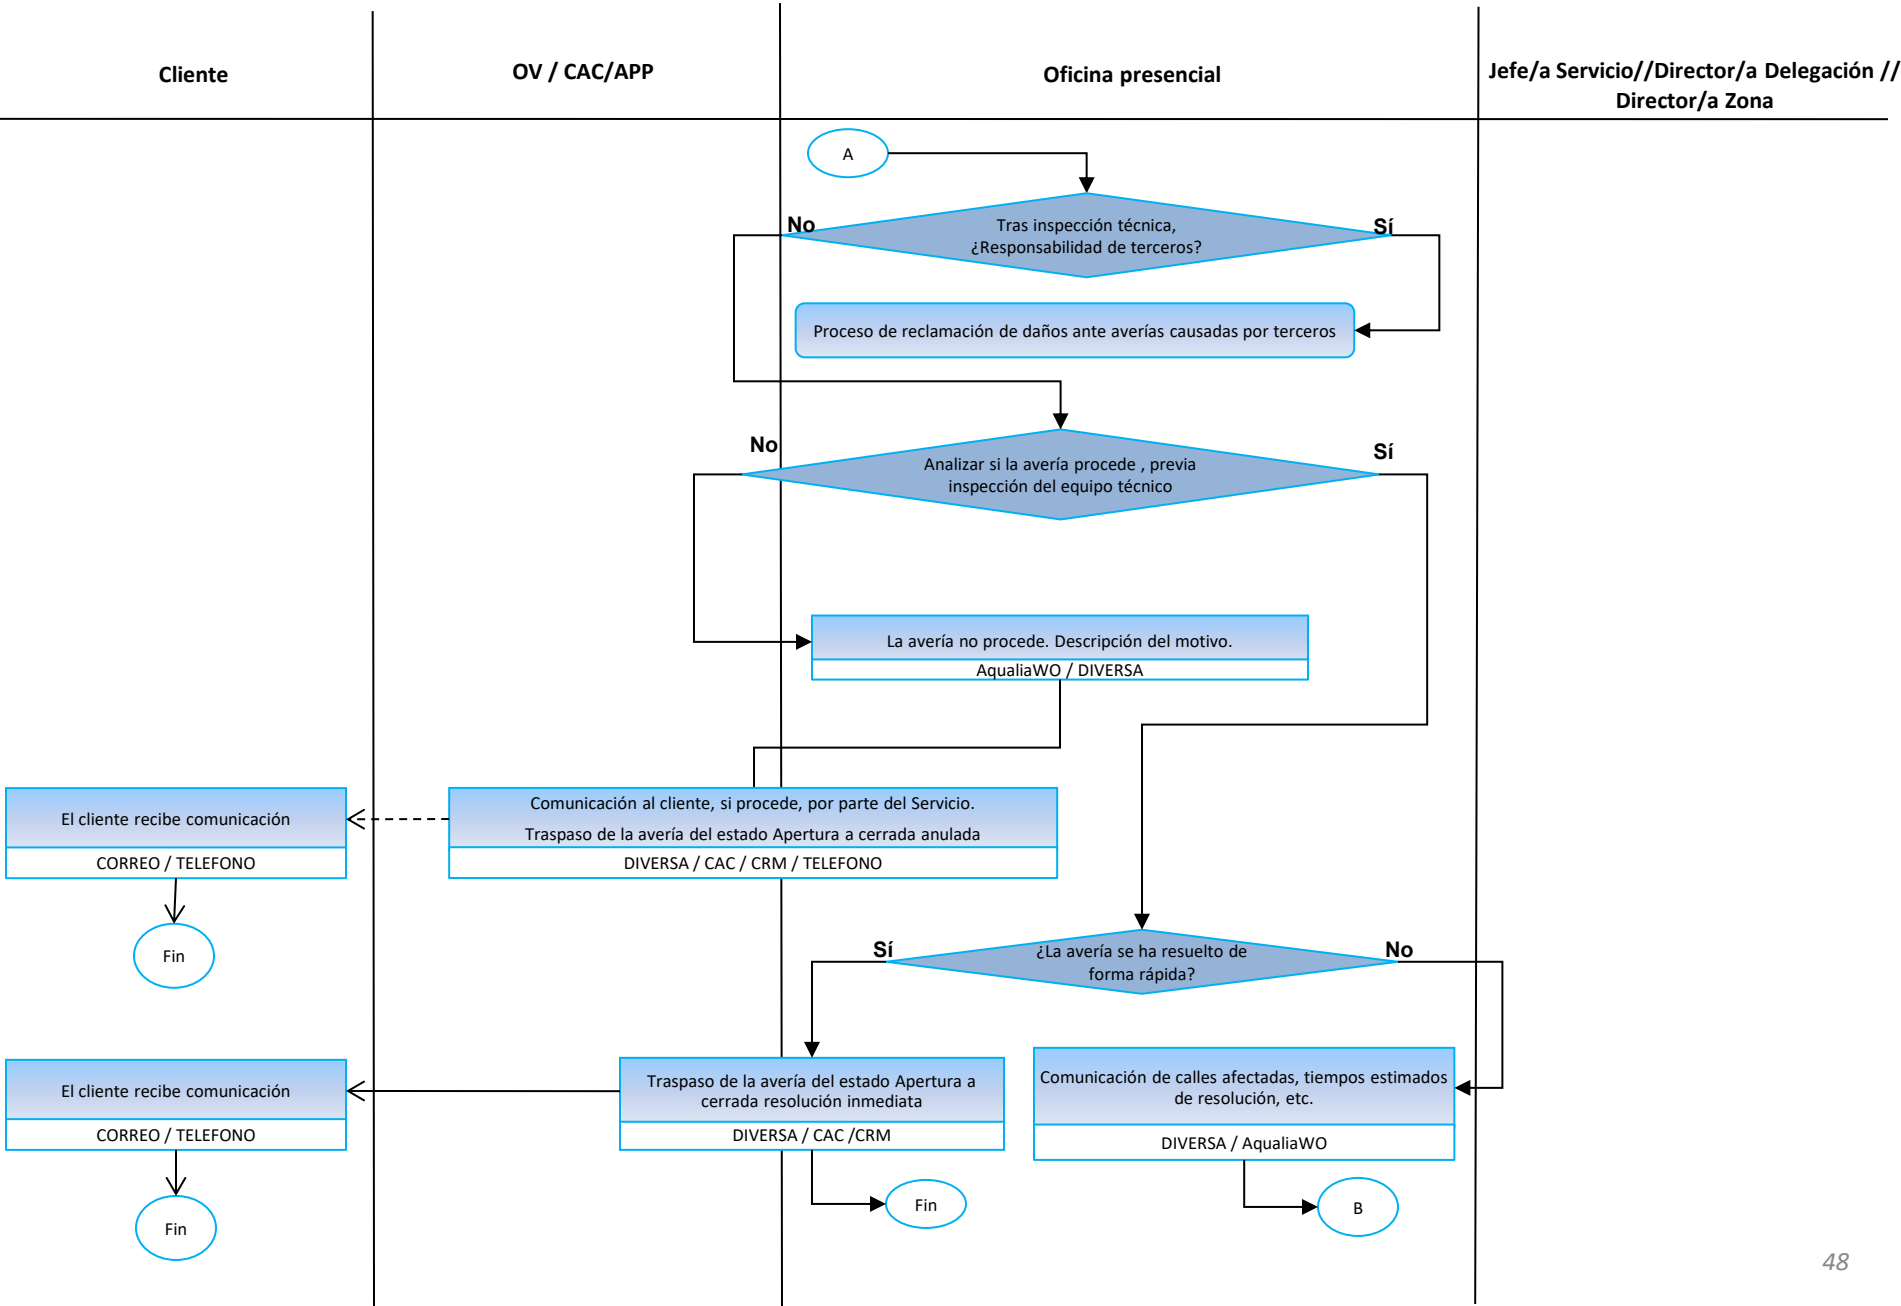 Cliente
OV / CAC/APP
Oficina presencial
Jefe/a Servicio//Director/a Delegación //
Director/a Zona
A
No
Tras inspección técnica,
¿Responsabilidad de terceros?
Sí
Proceso de reclamación de daños ante averías causadas por terceros
No
Analizar si la avería procede , previa
inspección del equipo técnico
Sí
La avería no procede. Descripción del motivo.
AqualiaWO / DIVERSA
El cliente recibe comunicación
CORREO / TELEFONO
Comunicación al cliente, si procede, por parte del Servicio.
Traspaso de la avería del estado Apertura a cerrada anulada
DIVERSA / CAC / CRM / TELEFONO
Fin
Sí
¿La avería se ha resuelto de
forma rápida?
No
El cliente recibe comunicación
CORREO / TELEFONO
Traspaso de la avería del estado Apertura a
cerrada resolución inmediata
DIVERSA / CAC /CRM
Comunicación de calles afectadas, tiempos estimados
de resolución, etc.
DIVERSA / AqualiaWO
Fin
Fin
B
48